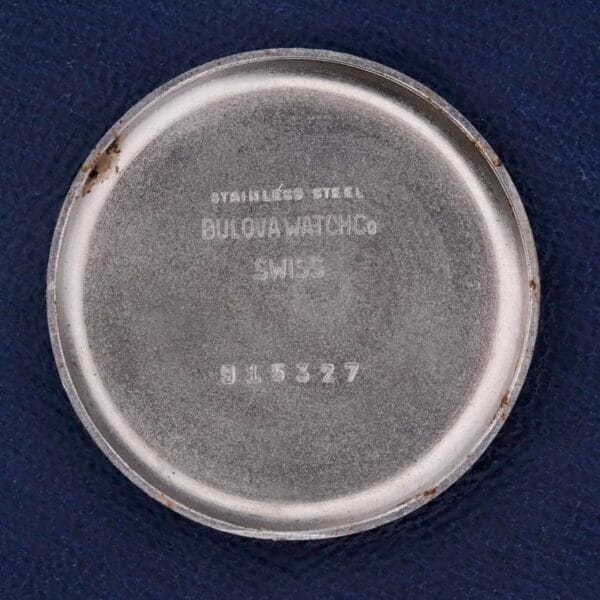 STAINLESS STEEL
BULOVA WATCH Co
SWISS
915327